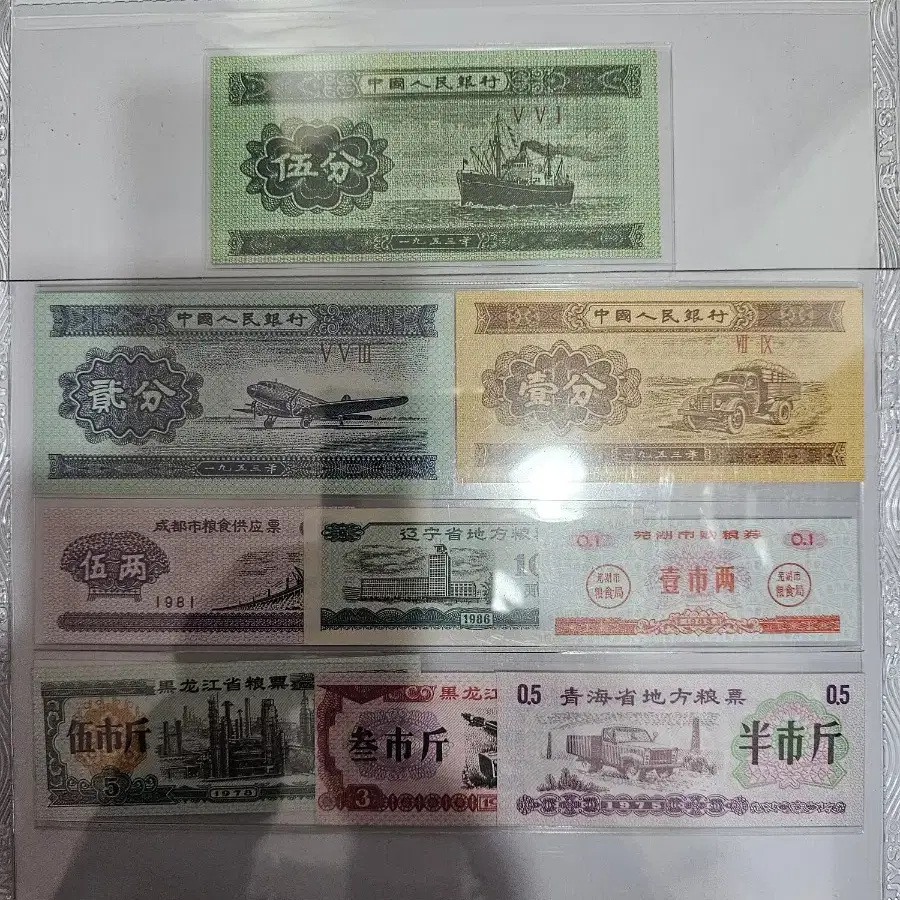 中國人民銀行
V V I
伍分
一九五三年
中國人民銀行
V V III
貳分
一九五三年
中國人民銀行
VII IX
壹分
一九五三年
成都市粮食供应票
伍两
1981
辽宁省地方粮
10
1986
0.1 芜湖市购粮券 0.1
芜湖市
粮食局
壹市两
芜湖市
粮食局
黑龙江省粮票
伍市斤
5
1978
黑龙江
叁市斤
3
0.5 青海省地方粮票 0.5
半市斤
1975